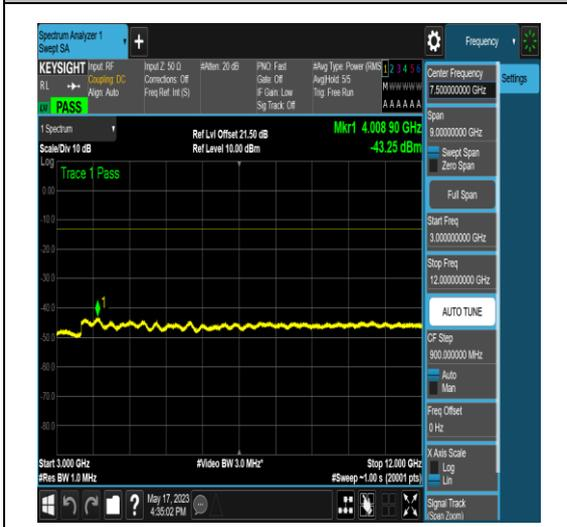 Spectrum Analyzer 1
Swept SA
Frequency
KEYSIGHT
Input: RF
Coupling: DC
Align: Auto
Input Z: 50 Ω
Corrections: Off
Freq Ref: Int (S)
#Atten: 20 dB
PNO: Fast
Gate: Off
IF Gain: Low
Sig Track: Off
#Avg Type: Power (RMS
Avg|Hold: 5/5
Trig: Free Run
1 2 3 4 5 6
M W W W W W
A A A A A A
RL
PASS
Center Frequency
7.500000000 GHz
Settings
Span
9.00000000 GHz
Swept Span
Zero Span
Full Span
Start Freq
3.000000000 GHz
Stop Freq
12.000000000 GHz
AUTO TUNE
CF Step
900.000000 MHz
Auto
Man
Freq Offset
0 Hz
X Axis Scale
Log
Lin
Signal Track
(Span Zoom)
1 Spectrum
Scale/Div 10 dB
Ref Lvl Offset 21.50 dB
Ref Level 10.00 dBm
Mkr1 4.008 90 GHz
-43.25 dBm
Log
Trace 1 Pass
0.00
-10.0
-20.0
-30.0
-40.0
-50.0
-60.0
-70.0
-80.0
1
Start 3.000 GHz
#Res BW 1.0 MHz
#Video BW 3.0 MHz*
Stop 12.000 GHz
#Sweep ~1.00 s (20001 pts)
May 17, 2023
4:35:02 PM